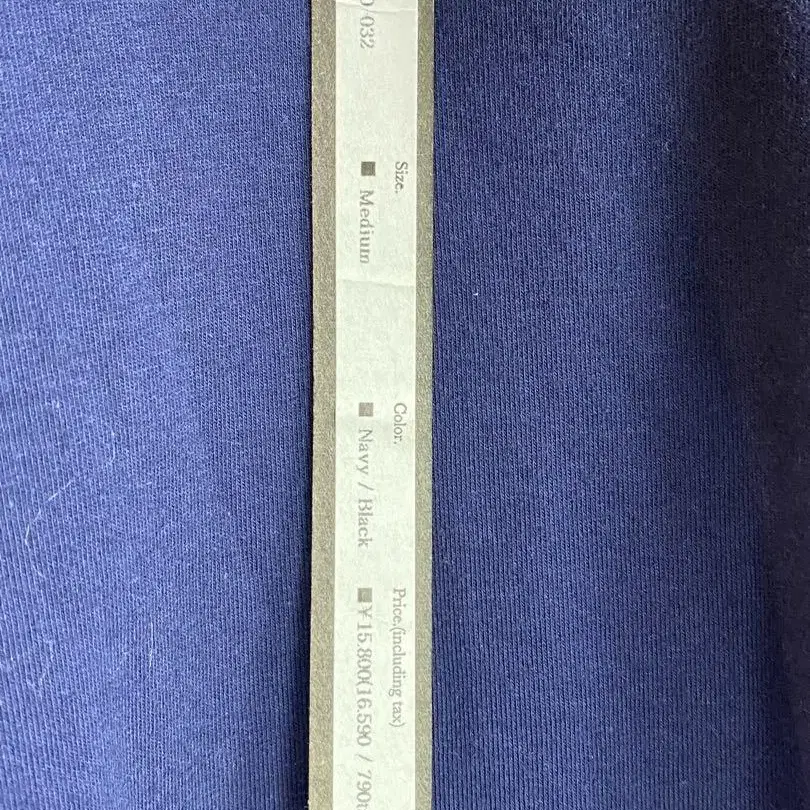 032
Size.
■ Medium
Color.
■ Navy / Black
Price.(including tax)
■ ¥15.800(16.590 / 790